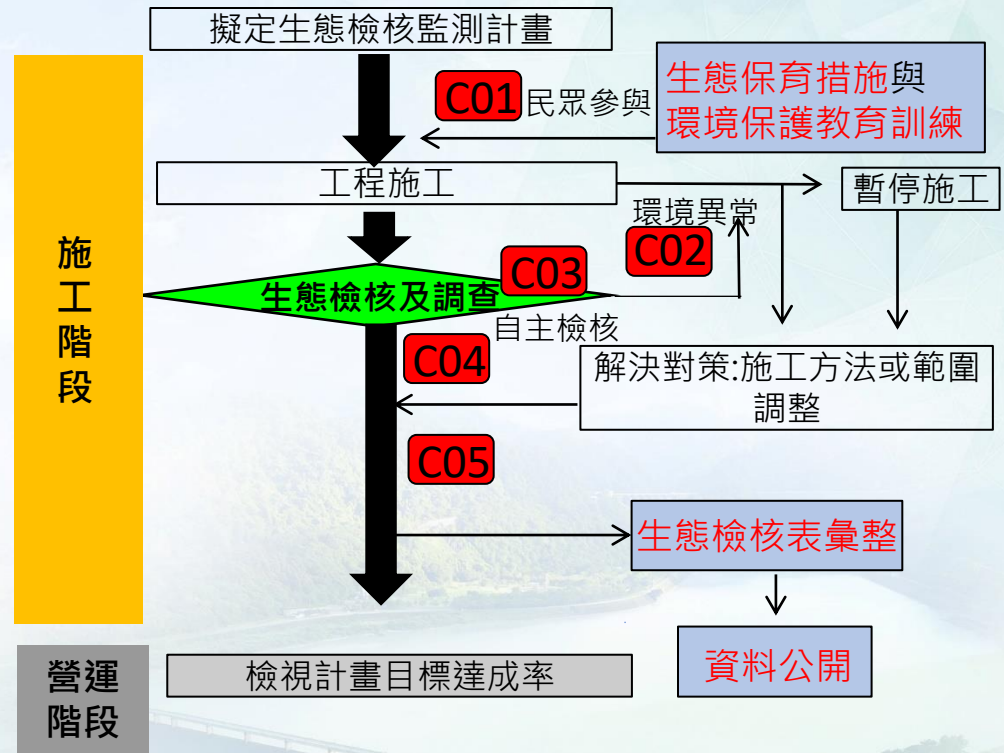 擬定生態檢核監測計畫
生態保育措施與
環境保護教育訓練
C01
民眾參與
工程施工
暫停施工
環境異常
C02
C03
生態檢核及調查
自主檢核
C04
解決對策:施工方法或範圍
調整
C05
生態檢核表彙整
資料公開
施
工
階
段
檢視計畫目標達成率
營運
階段